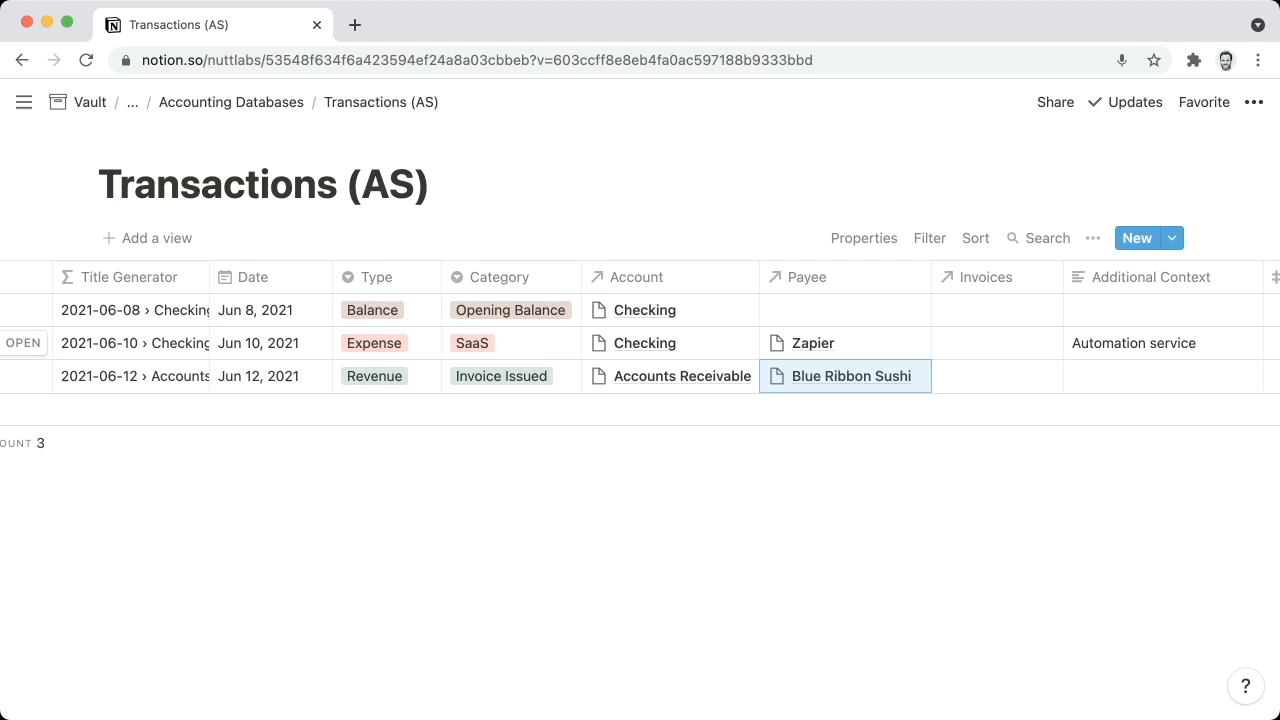 Transactions (AS)
notion.so/nuttlabs/53548f634f6a423594ef24a8a03cbbeb?v=603ccff8e8eb4fa0ac597188b9333bbd
Vault / ... / Accounting Databases / Transactions (AS) Share Updates Favorite
Transactions (AS)
Add a view Properties Filter Sort Search New
Title Generator Date Type Category Account Payee Invoices Additional Context
2021-06-08 › Checking Jun 8, 2021 Balance Opening Balance Checking
OPEN 2021-06-10 › Checking Jun 10, 2021 Expense SaaS Checking Zapier Automation service
2021-06-12 › Accounts Jun 12, 2021 Revenue Invoice Issued Accounts Receivable Blue Ribbon Sushi
OUNT 3
?